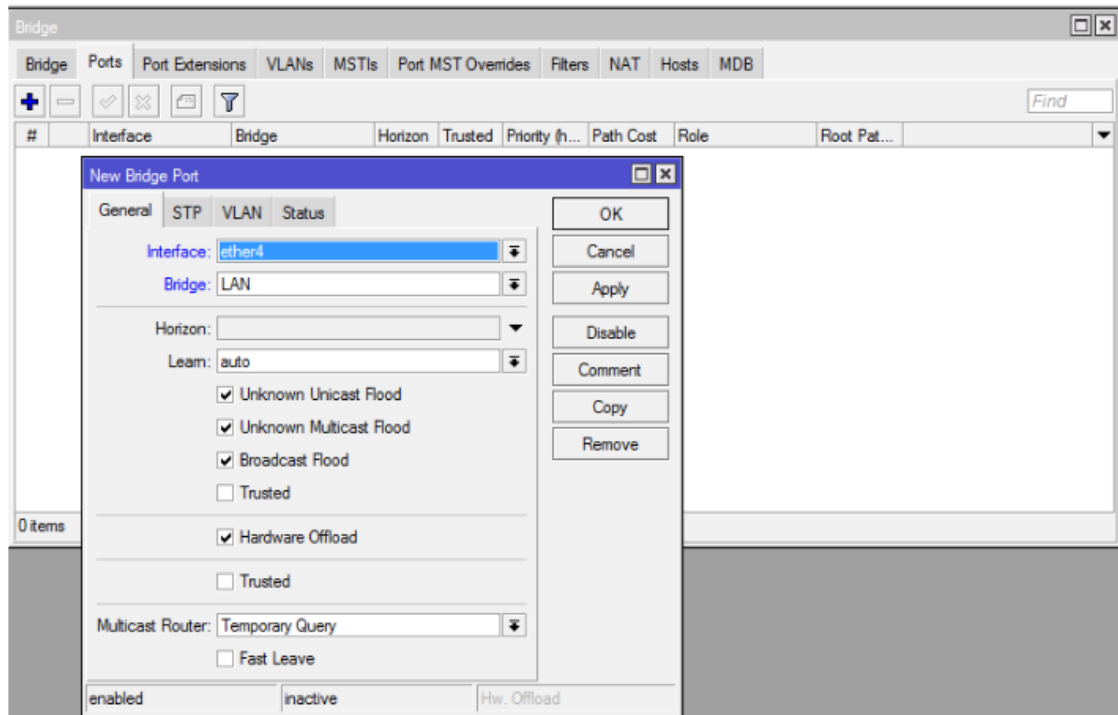 Bridge
Bridge Ports Port Extensions VLANs MSTIs Port MST Overrides Filters NAT Hosts MDB
Find
# Interface Bridge Horizon Trusted Priority (h... Path Cost Role Root Pat...
New Bridge Port
General STP VLAN Status
OK
Interface: ether4
Cancel
Bridge: LAN
Apply
Horizon:
Disable
Learn: auto
Comment
Unknown Unicast Flood
Copy
Unknown Multicast Flood
Remove
Broadcast Flood
Trusted
0 items
Hardware Offload
Trusted
Multicast Router: Temporary Query
Fast Leave
enabled inactive Hw. Offload